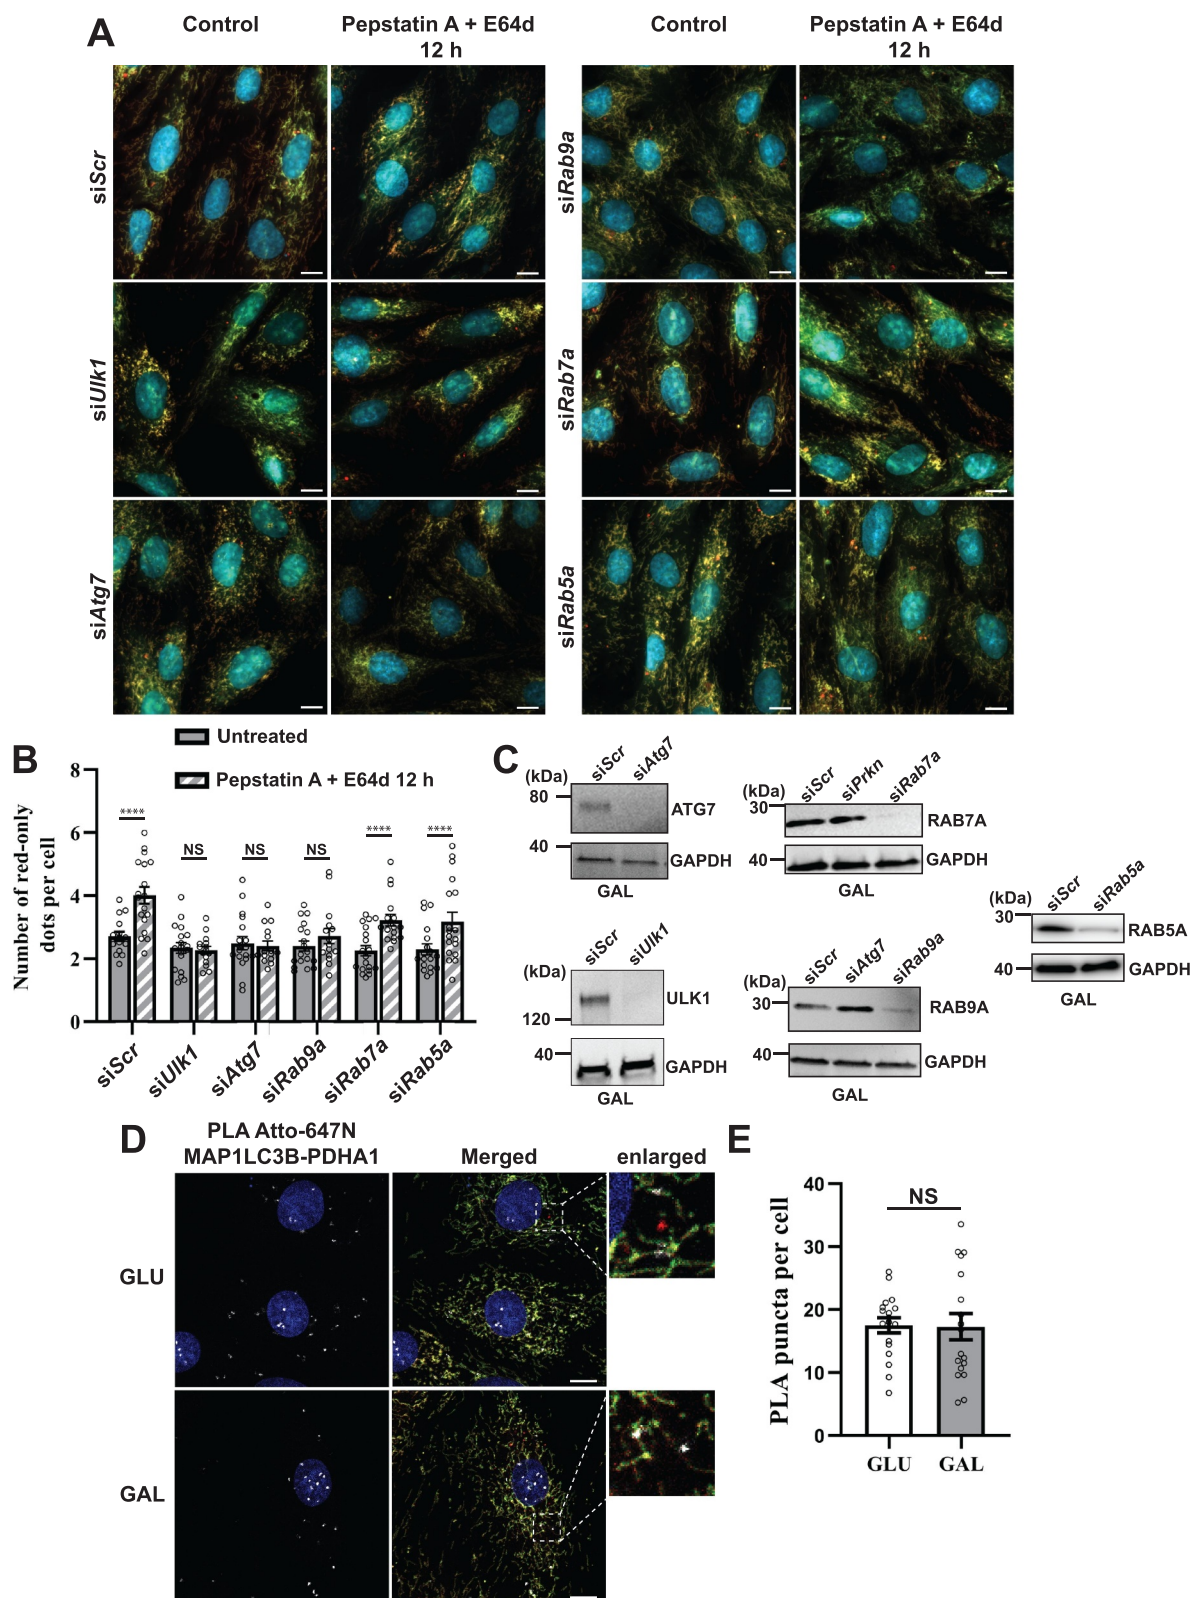 A
Control
Pepstatin A + E64d
12 h
Control
Pepstatin A + E64d
12 h
siScr
siRab9a
siUlk1
siRab7a
siAtg7
siRab5a
B
Untreated
Pepstatin A + E64d 12 h
Number of red-only
dots per cell
8
6
4
2
0
****
NS
NS
NS
****
****
siScr
siUlk1
siAtg7
siRab9a
siRab7a
siRab5a
C
(kDa)
siScr
siAtg7
80
ATG7
40
GAPDH
GAL
(kDa)
siScr
siPrkn
siRab7a
30
RAB7A
40
GAPDH
GAL
(kDa)
siScr
siRab5a
30
RAB5A
40
GAPDH
GAL
(kDa)
siScr
siUlk1
ULK1
120
40
GAPDH
GAL
(kDa)
siScr
siAtg7
siRab9a
30
RAB9A
40
GAPDH
GAL
D
PLA Atto-647N
MAP1LC3B-PDHA1
Merged
enlarged
GLU
GAL
E
PLA puncta per cell
40
30
20
10
0
NS
GLU
GAL